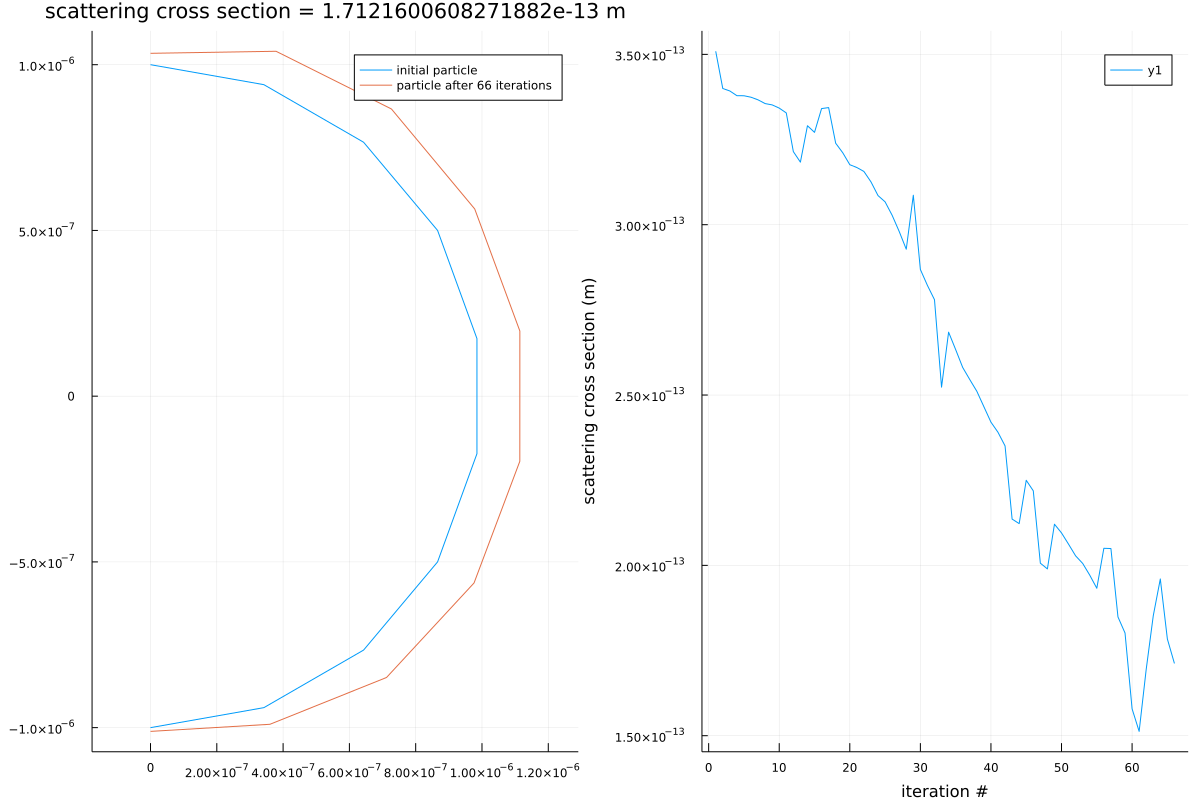 scattering cross section = 1.7121600608271882e-13 m
1.0×10⁻⁶
5.0×10⁻⁷
0
−5.0×10⁻⁷
−1.0×10⁻⁶
initial particle
particle after 66 iterations
0 2.00×10⁻⁷ 4.00×10⁻⁷ 6.00×10⁻⁷ 8.00×10⁻⁷ 1.00×10⁻⁶ 1.20×10⁻⁶
scattering cross section (m)
3.50×10⁻¹³
3.00×10⁻¹³
2.50×10⁻¹³
2.00×10⁻¹³
1.50×10⁻¹³
y1
0 10 20 30 40 50 60
iteration #